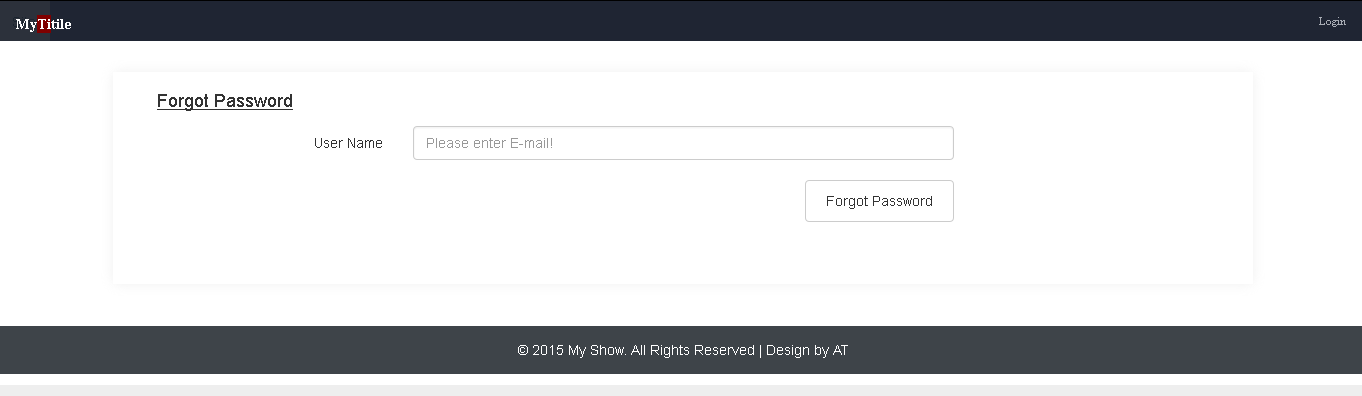 MyTitile
Login
Forgot Password
User Name
Please enter E-mail!
Forgot Password
© 2015 My Show. All Rights Reserved | Design by AT